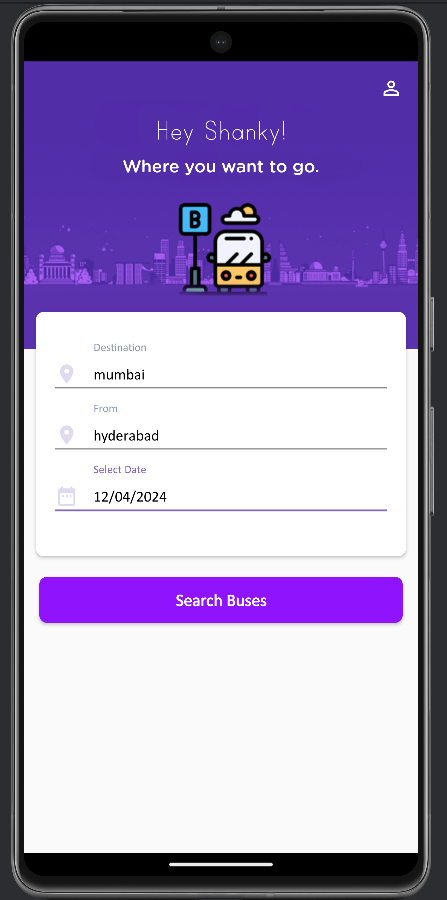 Hey Shanky!
Where you want to go.
B
Destination
mumbai
From
hyderabad
Select Date
12/04/2024
Search Buses